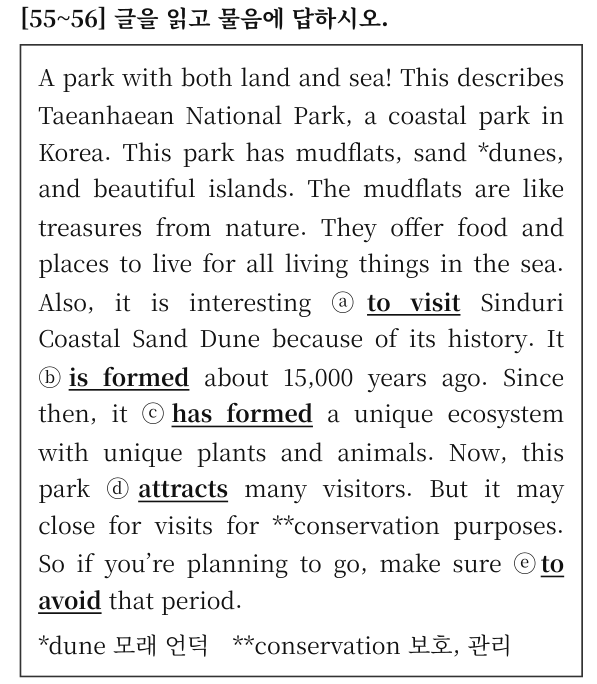 [55~56] 글을 읽고 물음에 답하시오.
A park with both land and sea! This describes
Taeanhaean National Park, a coastal park in
Korea. This park has mudflats, sand *dunes,
and beautiful islands. The mudflats are like
treasures from nature. They offer food and
places to live for all living things in the sea.
Also, it is interesting ⓐ to visit Sinduri
Coastal Sand Dune because of its history. It
ⓑ is formed about 15,000 years ago. Since
then, it ⓒ has formed a unique ecosystem
with unique plants and animals. Now, this
park ⓓ attracts many visitors. But it may
close for visits for **conservation purposes.
So if you’re planning to go, make sure ⓔ to
avoid that period.
*dune 모래 언덕 **conservation 보호, 관리